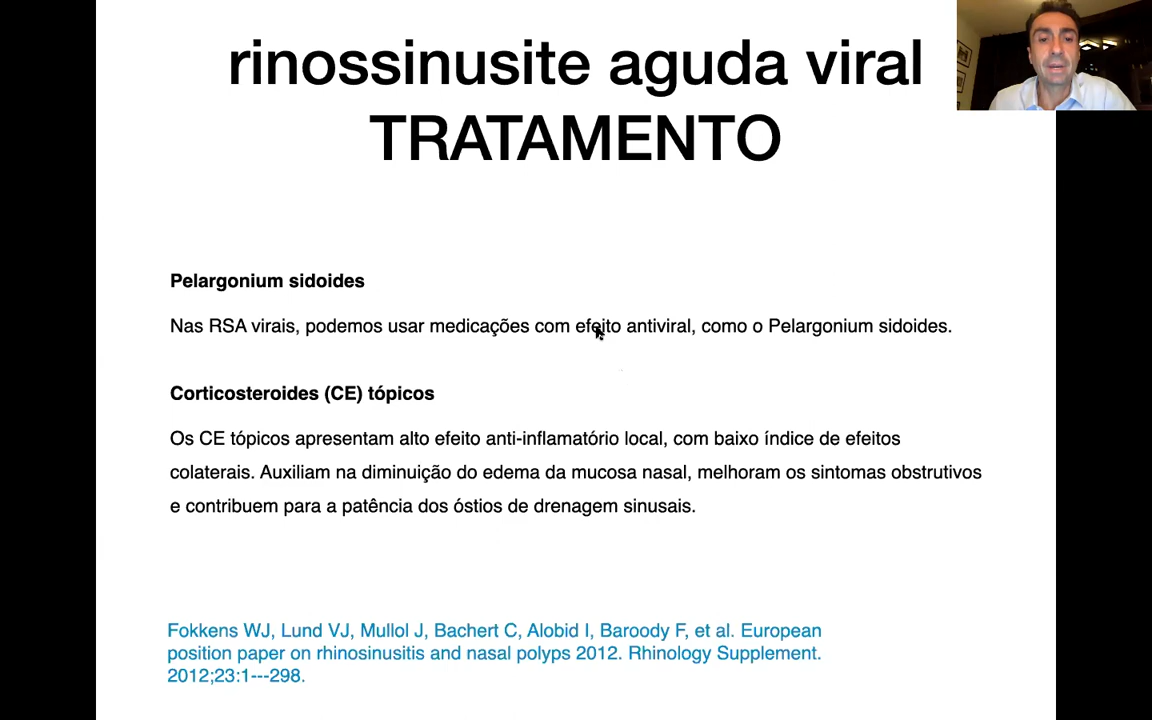 rinossinusite aguda viral
TRATAMENTO
Pelargonium sidoides
Nas RSA virais, podemos usar medicações com efeito antiviral, como o Pelargonium sidoides.
Corticosteroides (CE) tópicos
Os CE tópicos apresentam alto efeito anti-inflamatório local, com baixo índice de efeitos
colaterais. Auxiliam na diminuição do edema da mucosa nasal, melhoram os sintomas obstrutivos
e contribuem para a patência dos óstios de drenagem sinusais.
Fokkens WJ, Lund VJ, Mullol J, Bachert C, Alobid I, Baroody F, et al. European
position paper on rhinosinusitis and nasal polyps 2012. Rhinology Supplement.
2012;23:1---298.